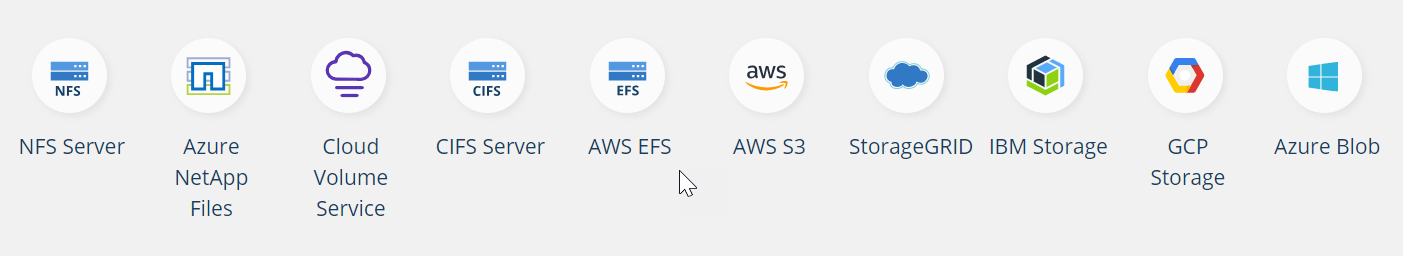 NFS
CIFS
EFS
aws
NFS Server
Azure
NetApp
Files
Cloud
Volume
Service
CIFS Server
AWS EFS
AWS S3
StorageGRID
IBM Storage
GCP
Storage
Azure Blob